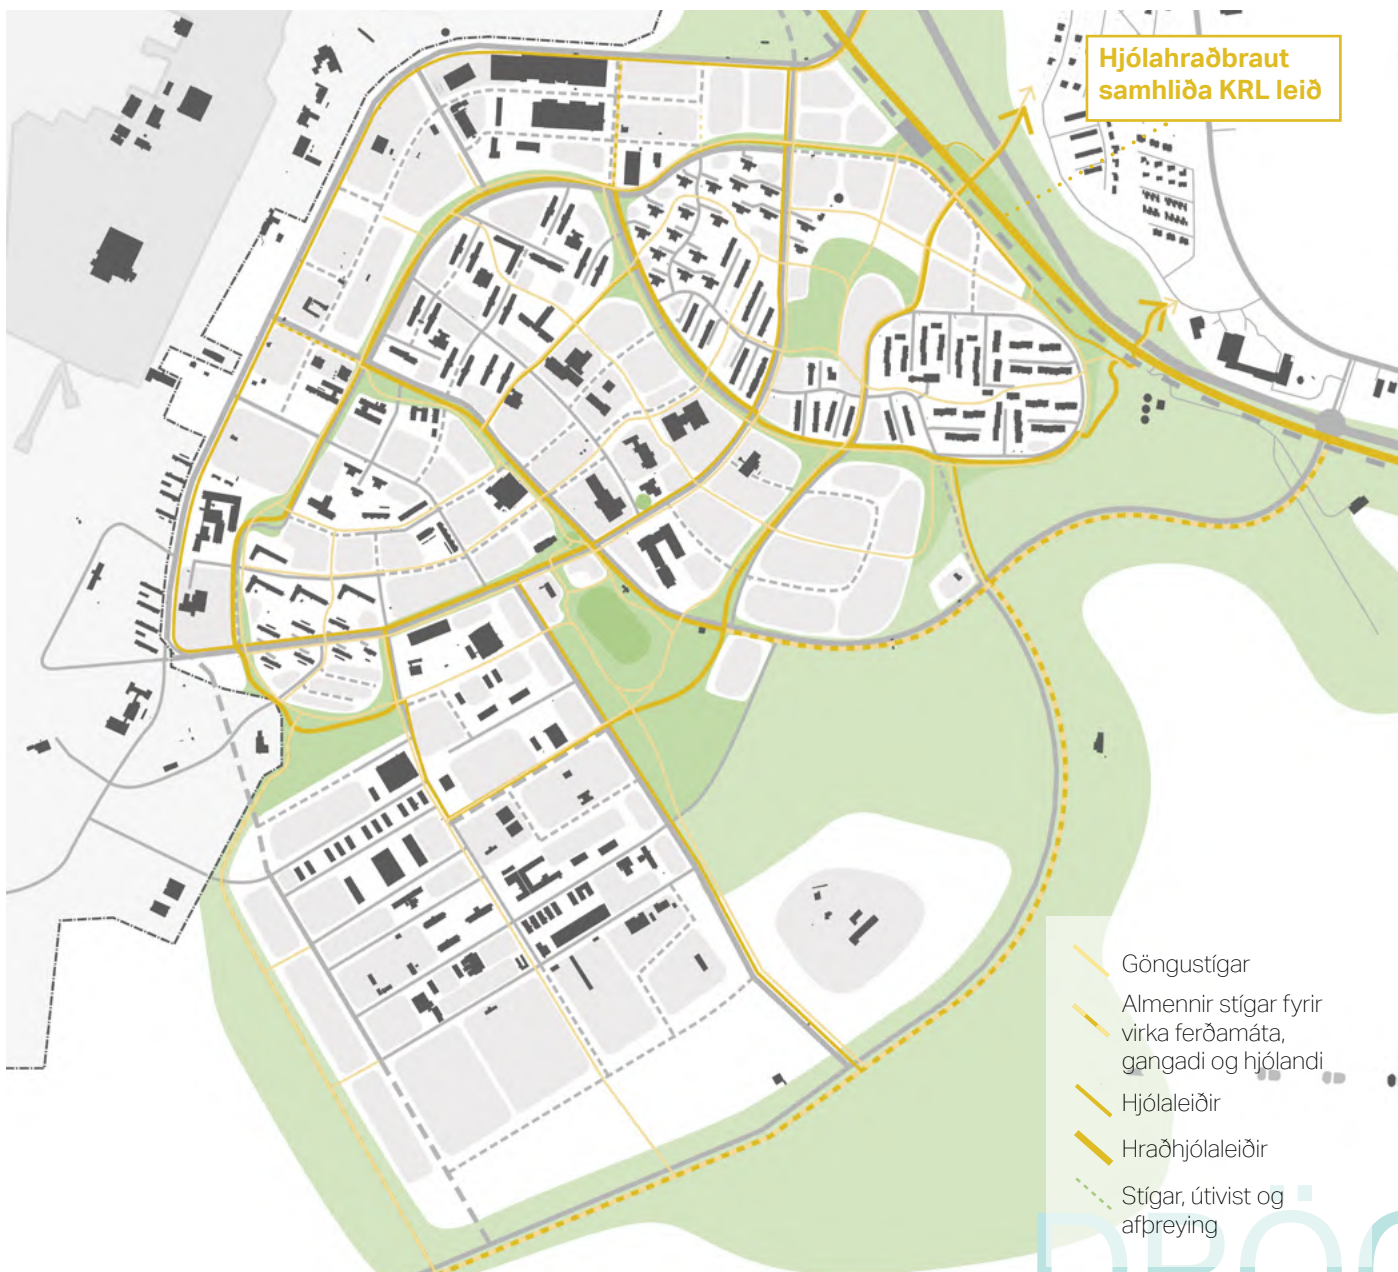 Hjólahraðbraut
samhliða KRL leið
Göngustígar
Almennir stígar fyrir
virka ferðamáta,
gangadi og hjólandi
Hjólaleiðir
Hraðhjólaleiðir
Stígar, útivist og
afþreying